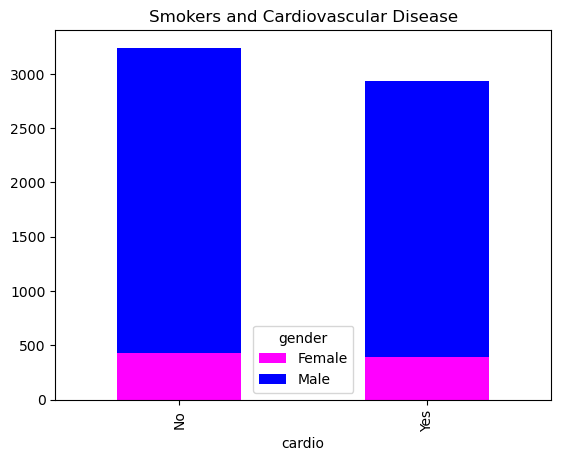 Smokers and Cardiovascular Disease
3000
2500
2000
1500
1000
500
0
gender
Female
Male
No
Yes
cardio